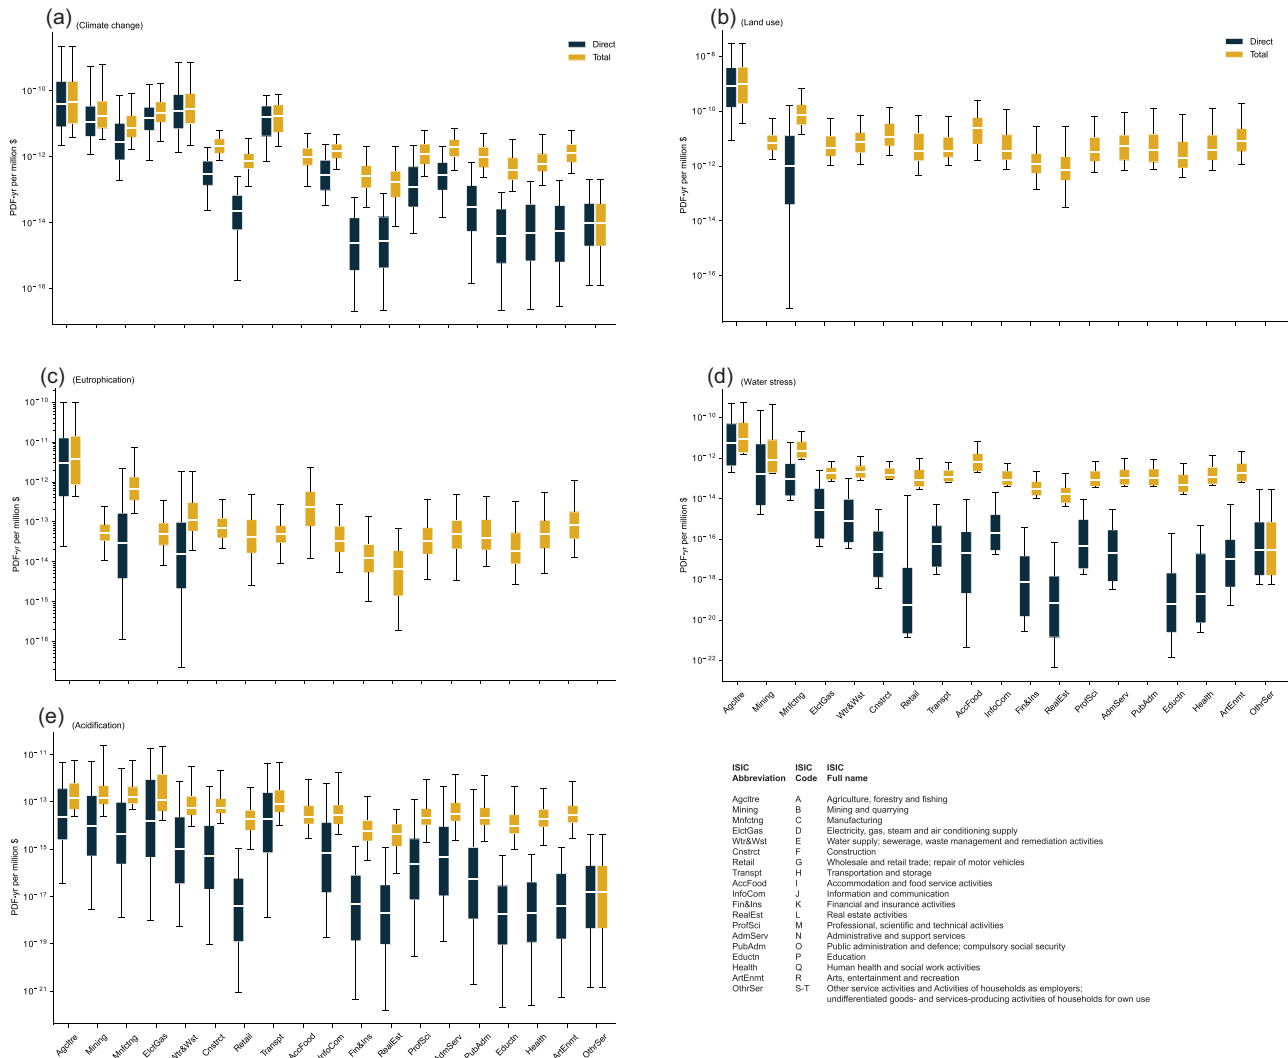 (a) (Climate change)
Direct
Total
PDF-yr per million $
10⁻¹⁰
10⁻¹²
10⁻¹⁴
10⁻¹⁶
(b) (Land use)
Direct
Total
PDF-yr per million $
10⁻⁸
10⁻¹⁰
10⁻¹²
10⁻¹⁴
10⁻¹⁶
(c) (Eutrophication)
PDF-yr per million $
10⁻¹⁰
10⁻¹¹
10⁻¹²
10⁻¹³
10⁻¹⁴
10⁻¹⁵
10⁻¹⁶
(d) (Water stress)
PDF-yr per million $
10⁻¹⁰
10⁻¹²
10⁻¹⁴
10⁻¹⁶
10⁻¹⁸
10⁻²⁰
10⁻²²
Agcltre Mining Mnfctng ElctGas Wtr&Wst Cnstrct Retail Transpt AccFood InfoCom Fin&Ins RealEst ProfSci AdmServ PubAdm Eductn Health ArtEnmt OthrSer
(e) (Acidification)
PDF-yr per million $
10⁻¹¹
10⁻¹³
10⁻¹⁵
10⁻¹⁷
10⁻¹⁹
10⁻²¹
Agcltre Mining Mnfctng ElctGas Wtr&Wst Cnstrct Retail Transpt AccFood InfoCom Fin&Ins RealEst ProfSci AdmServ PubAdm Eductn Health ArtEnmt OthrSer
ISIC ISIC ISIC
Abbreviation Code Full name
Agcltre A Agriculture, forestry and fishing
Mining B Mining and quarrying
Mnfctng C Manufacturing
ElctGas D Electricity, gas, steam and air conditioning supply
Wtr&Wst E Water supply; sewerage, waste management and remediation activities
Cnstrct F Construction
Retail G Wholesale and retail trade; repair of motor vehicles
Transpt H Transportation and storage
AccFood I Accommodation and food service activities
InfoCom J Information and communication
Fin&Ins K Financial and insurance activities
RealEst L Real estate activities
ProfSci M Professional, scientific and technical activities
AdmServ N Administrative and support services
PubAdm O Public administration and defence; compulsory social security
Eductn P Education
Health Q Human health and social work activities
ArtEnmt R Arts, entertainment and recreation
OthrSer S-T Other service activities and Activities of households as employers;
undifferentiated goods- and services-producing activities of households for own use